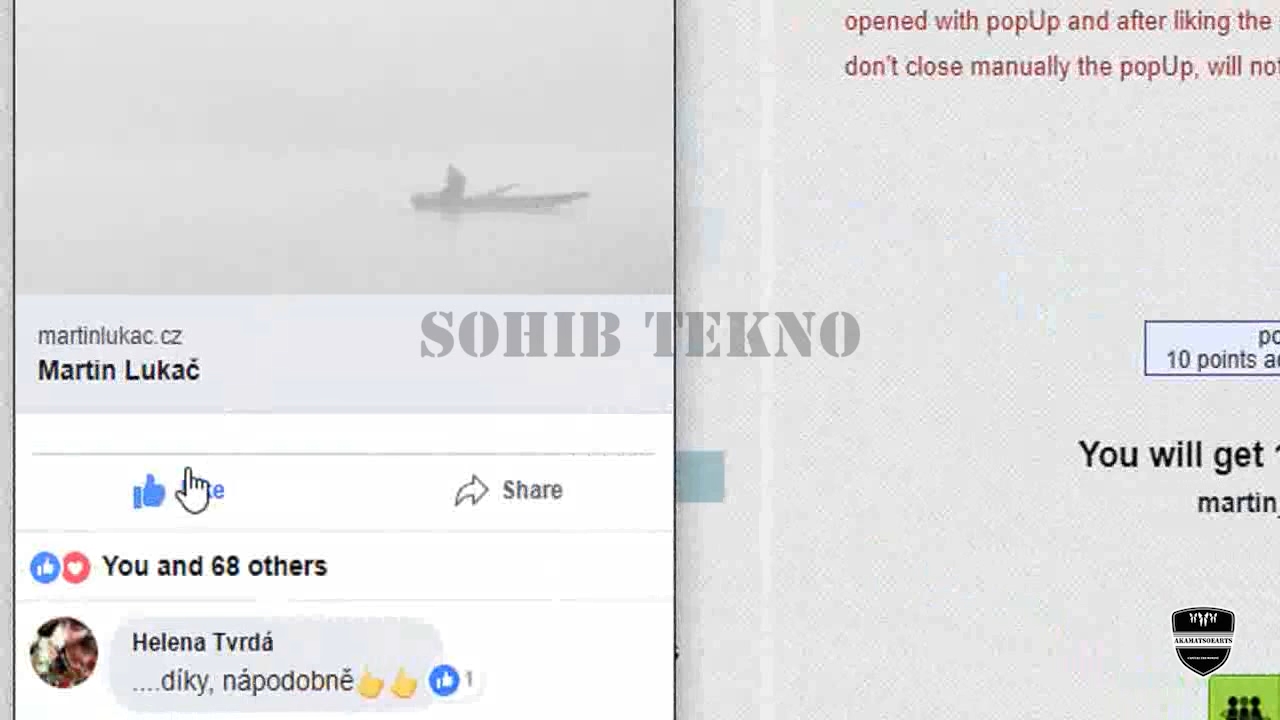 opened with popUp and after liking the
don't close manually the popUp, will not
martinlukac.cz
Martin Lukač
SOHIB TEKNO
10 points
You will get
Share
You and 68 others
Helena Tvrdá
....díky, nápodobně👍👍 1
AKAMATSOEARTS